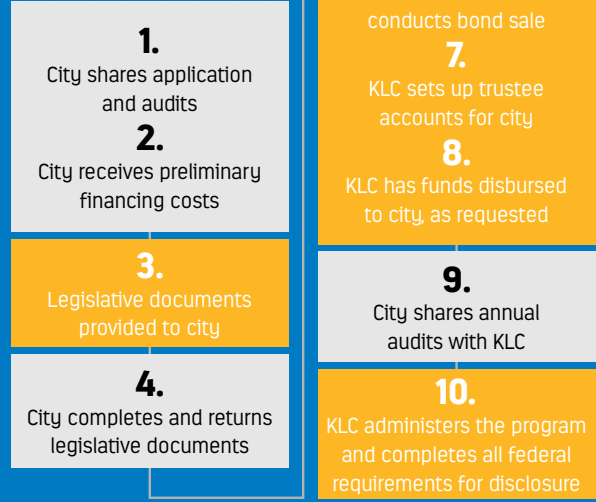 1.
City shares application
and audits
2.
City receives preliminary
financing costs
3.
Legislative documents
provided to city
4.
City completes and returns
legislative documents
conducts bond sale
7.
KLC sets up trustee
accounts for city
8.
KLC has funds disbursed
to city, as requested
9.
City shares annual
audits with KLC
10.
KLC administers the program
and completes all federal
requirements for disclosure